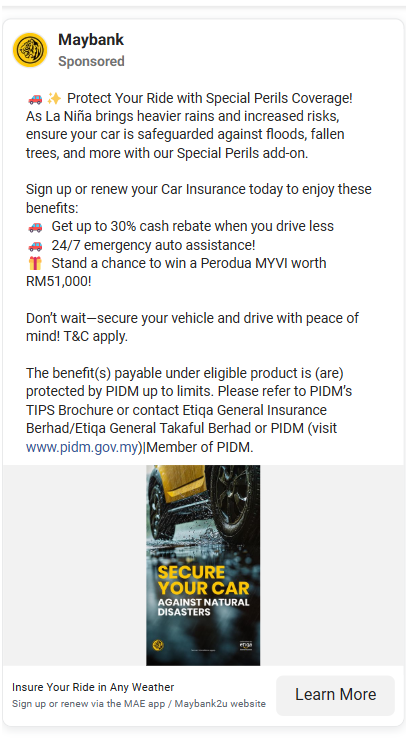 Maybank
Sponsored
🚗 ✨ Protect Your Ride with Special Perils Coverage!
As La Niña brings heavier rains and increased risks,
ensure your car is safeguarded against floods, fallen
trees, and more with our Special Perils add-on.
Sign up or renew your Car Insurance today to enjoy these
benefits:
🚗 Get up to 30% cash rebate when you drive less
🚗 24/7 emergency auto assistance!
🎁 Stand a chance to win a Perodua MYVI worth
RM51,000!
Don’t wait—secure your vehicle and drive with peace of
mind! T&C apply.
The benefit(s) payable under eligible product is (are)
protected by PIDM up to limits. Please refer to PIDM’s
TIPS Brochure or contact Etiqa General Insurance
Berhad/Etiqa General Takaful Berhad or PIDM (visit
www.pidm.gov.my)|Member of PIDM.
SECURE
YOUR CAR
AGAINST NATURAL
DISASTERS
etiqa
Insure Your Ride in Any Weather
Sign up or renew via the MAE app / Maybank2u website
Learn More